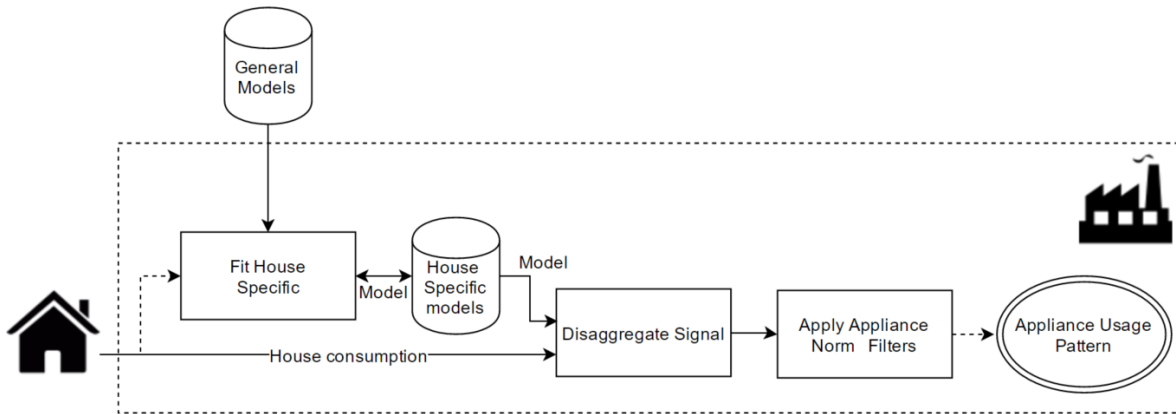 General
Models
Fit House
Specific
Model
House
Specific
models
Model
House consumption
Disaggregate Signal
Apply Appliance
Norm Filters
Appliance Usage
Pattern